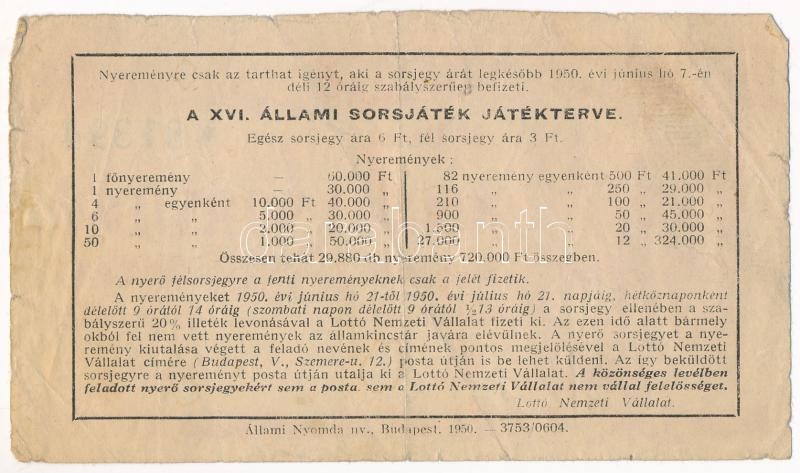 Nyereményre csak az tarthat igényt, aki a sorsjegy árát legkésőbb 1950. évi június hó 7.-én
déli 12 óráig szabályszerűen befizeti.
A XVI. ÁLLAMI SORSJÁTÉK JÁTÉKTERVE.
Egész sorsjegy ára 6 Ft, fél sorsjegy ára 3 Ft.
Nyeremények :
1 főnyeremény — 60.000 Ft 82 nyeremény egyenként 500 Ft 41.000 Ft
1 nyeremény — 30.000 „ 116 „ „ 250 „ 29.000 „
4 „ egyenként 10.000 Ft 40.000 „ 210 „ „ 100 „ 21.000 „
6 „ „ 5.000 „ 30.000 „ 900 „ „ 50 „ 45.000 „
10 „ „ 2.000 „ 20.000 „ 1.500 „ „ 20 „ 30.000 „
50 „ „ 1.000 „ 50.000 „ 27.000 „ „ 12 „ 324.000 „
Összesen tehát 29.880 db nyeremény 720.000 Ft összegben.
A nyerő félsorsjegyre a fenti nyereményeknek csak a felét fizetik.
A nyereményeket 1950. évi június hó 21-től 1950. évi július hó 21. napjáig, hétköznaponként
délelőtt 9 órától 14 óráig (szombati napon délelőtt 9 órától ½13 óráig) a sorsjegy ellenében a sza-
bályszerű 20% illeték levonásával a Lottó Nemzeti Vállalat fizeti ki. Az ezen idő alatt bármely
okból fel nem vett nyeremények az államkincstár javára elévülnek. A nyerő sorsjegyet a nye-
remény kiutalása végett a feladó nevének és címének pontos megjelölésével a Lottó Nemzeti
Vállalat címére (Budapest, V., Szemere-u. 12.) posta útján is be lehet küldeni. Az így beküldött
sorsjegyre a nyereményt posta útján utalja ki a Lottó Nemzeti Vállalat. A közönséges levélben
feladott nyerő sorsjegyekért sem a posta, sem a Lottó Nemzeti Vállalat nem vállal felelősséget.
Lottó Nemzeti Vállalat.
Állami Nyomda nv., Budapest. 1950. — 3753/0604.
darabanth